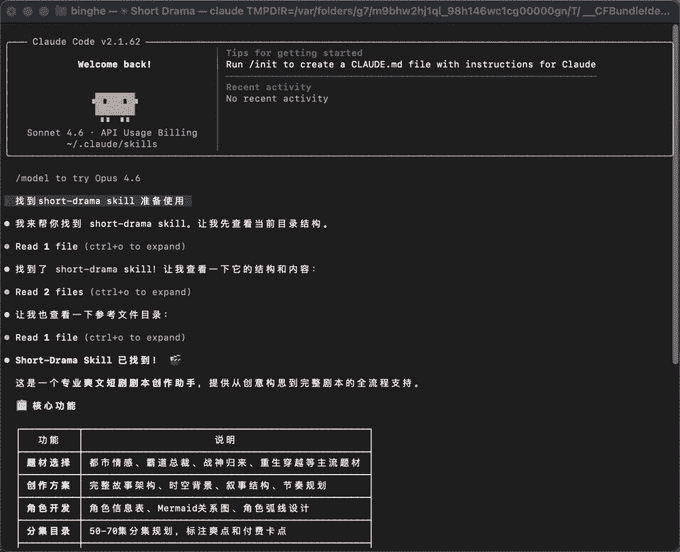 binghe — ✳ Short Drama — claude TMPDIR=/var/folders/g7/m9bhw2hj1ql_98h146wc1cg00000gn/T/ __CFBundleIde...
Claude Code v2.1.62
Welcome back!
Sonnet 4.6 · API Usage Billing
~/.claude/skills
Tips for getting started
Run /init to create a CLAUDE.md file with instructions for Claude
Recent activity
No recent activity
/model to try Opus 4.6
找到short-drama skill 准备使用
我来帮你找到 short-drama skill。让我先查看当前目录结构。
Read 1 file (ctrl+o to expand)
找到了 short-drama skill! 让我查看一下它的结构和内容:
Read 2 files (ctrl+o to expand)
让我也查看一下参考文件目录:
Read 1 file (ctrl+o to expand)
Short-Drama Skill 已找到! 🎬
这是一个专业爽文短剧剧本创作助手, 提供从创意构思到完整剧本的全流程支持。
核心功能
功能 说明
题材选择 都市情感、霸道总裁、战神归来、重生穿越等主流题材
创作方案 完整故事架构、时空背景、叙事结构、节奏规划
角色开发 角色信息表、Mermaid关系图、角色弧线设计
分集目录 50-70集分集规划, 标注爽点和付费卡点